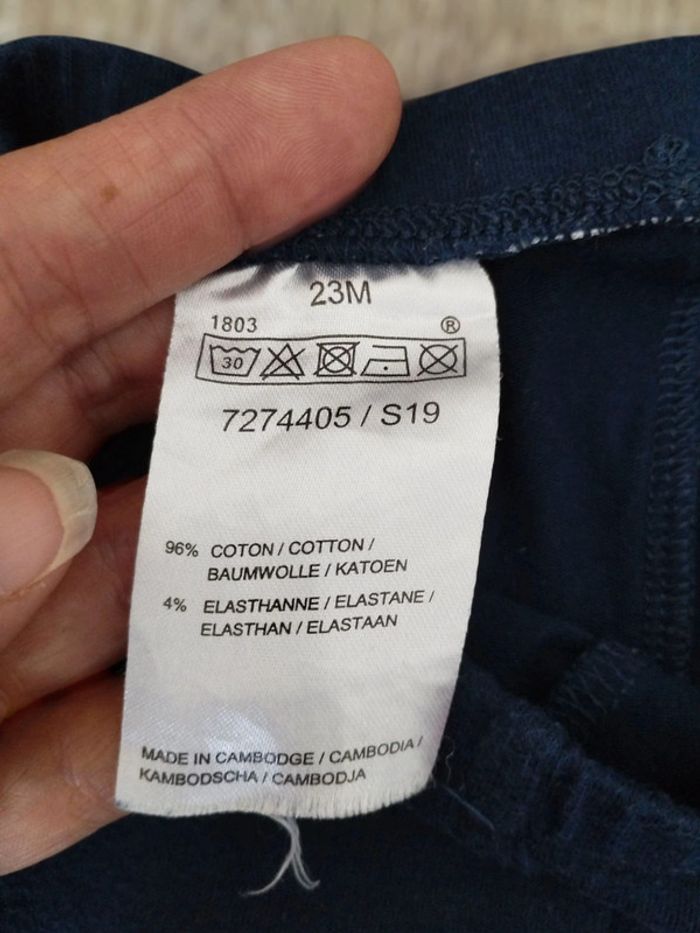 23M
1803 ®
30
7274405 / S19
96% COTON / COTTON /
BAUMWOLLE / KATOEN
4% ELASTHANNE / ELASTANE /
ELASTHAN / ELASTAAN
MADE IN CAMBODGE / CAMBODIA /
KAMBODSCHA / CAMBODJA